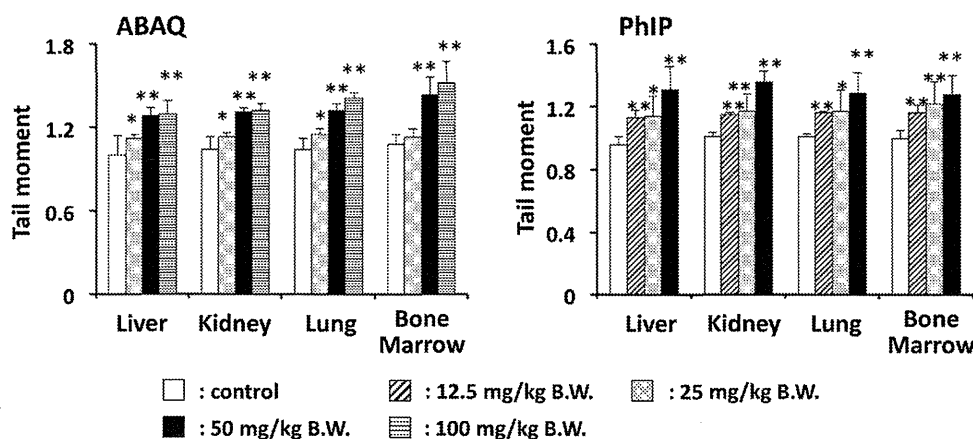 ABAQ
PhIP
Tail moment
1.8
1.2
0.6
0
* ** **
* ** **
* ** **
** **
Liver Kidney Lung Bone Marrow
Tail moment
1.6
1.2
0.8
0.4
0
** * **
** ** **
** * **
** ** **
Liver Kidney Lung Bone Marrow
: control
: 12.5 mg/kg B.W.
: 25 mg/kg B.W.
: 50 mg/kg B.W.
: 100 mg/kg B.W.